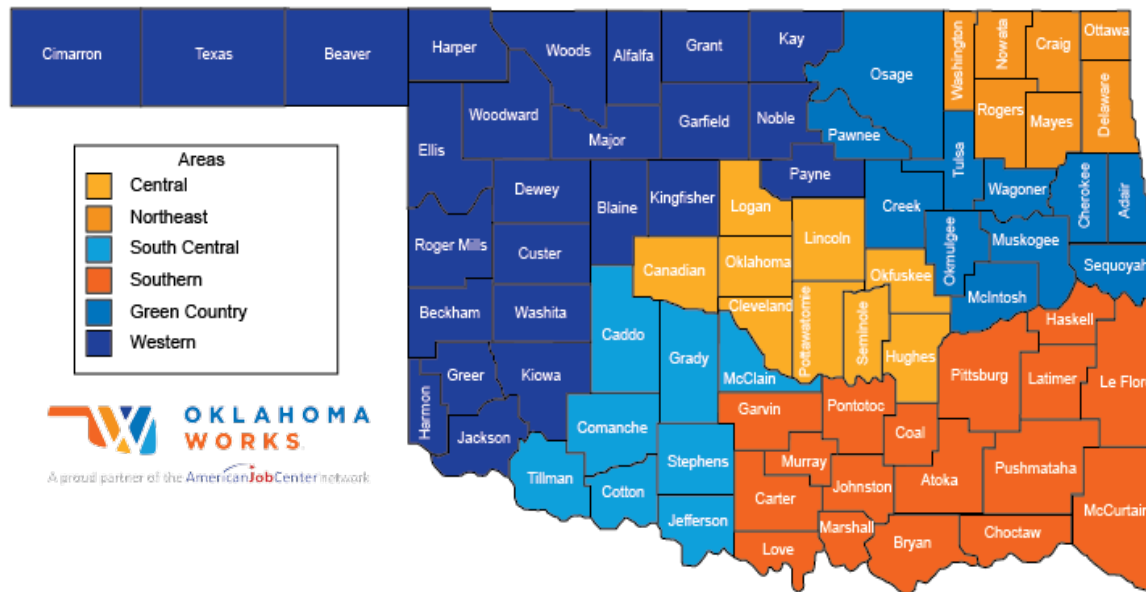 Cimarron
Texas
Beaver
Harper
Woods
Alfalfa
Grant
Kay
Osage
Washington
Nowata
Craig
Ottawa
Woodward
Major
Garfield
Noble
Pawnee
Rogers
Mayes
Delaware
Ellis
Dewey
Blaine
Kingfisher
Logan
Payne
Creek
Tulsa
Wagoner
Cherokee
Adair
Areas
Central
Northeast
South Central
Southern
Green Country
Western
Roger Mills
Custer
Canadian
Oklahoma
Lincoln
Okfuskee
Okmulgee
Muskogee
McIntosh
Sequoyah
Beckham
Washita
Caddo
Grady
Cleveland
Pottawatomie
Seminole
Hughes
Haskell
Pittsburg
Latimer
Le Flor
Harmon
Greer
Kiowa
McClain
Jackson
Comanche
Garvin
Pontotoc
Coal
Tillman
Cotton
Stephens
Murray
Carter
Johnston
Atoka
Pushmataha
McCurtain
Jefferson
Love
Marshall
Bryan
Choctaw
OKLAHOMA
WORKS
A proud partner of the AmericanJobCenter network